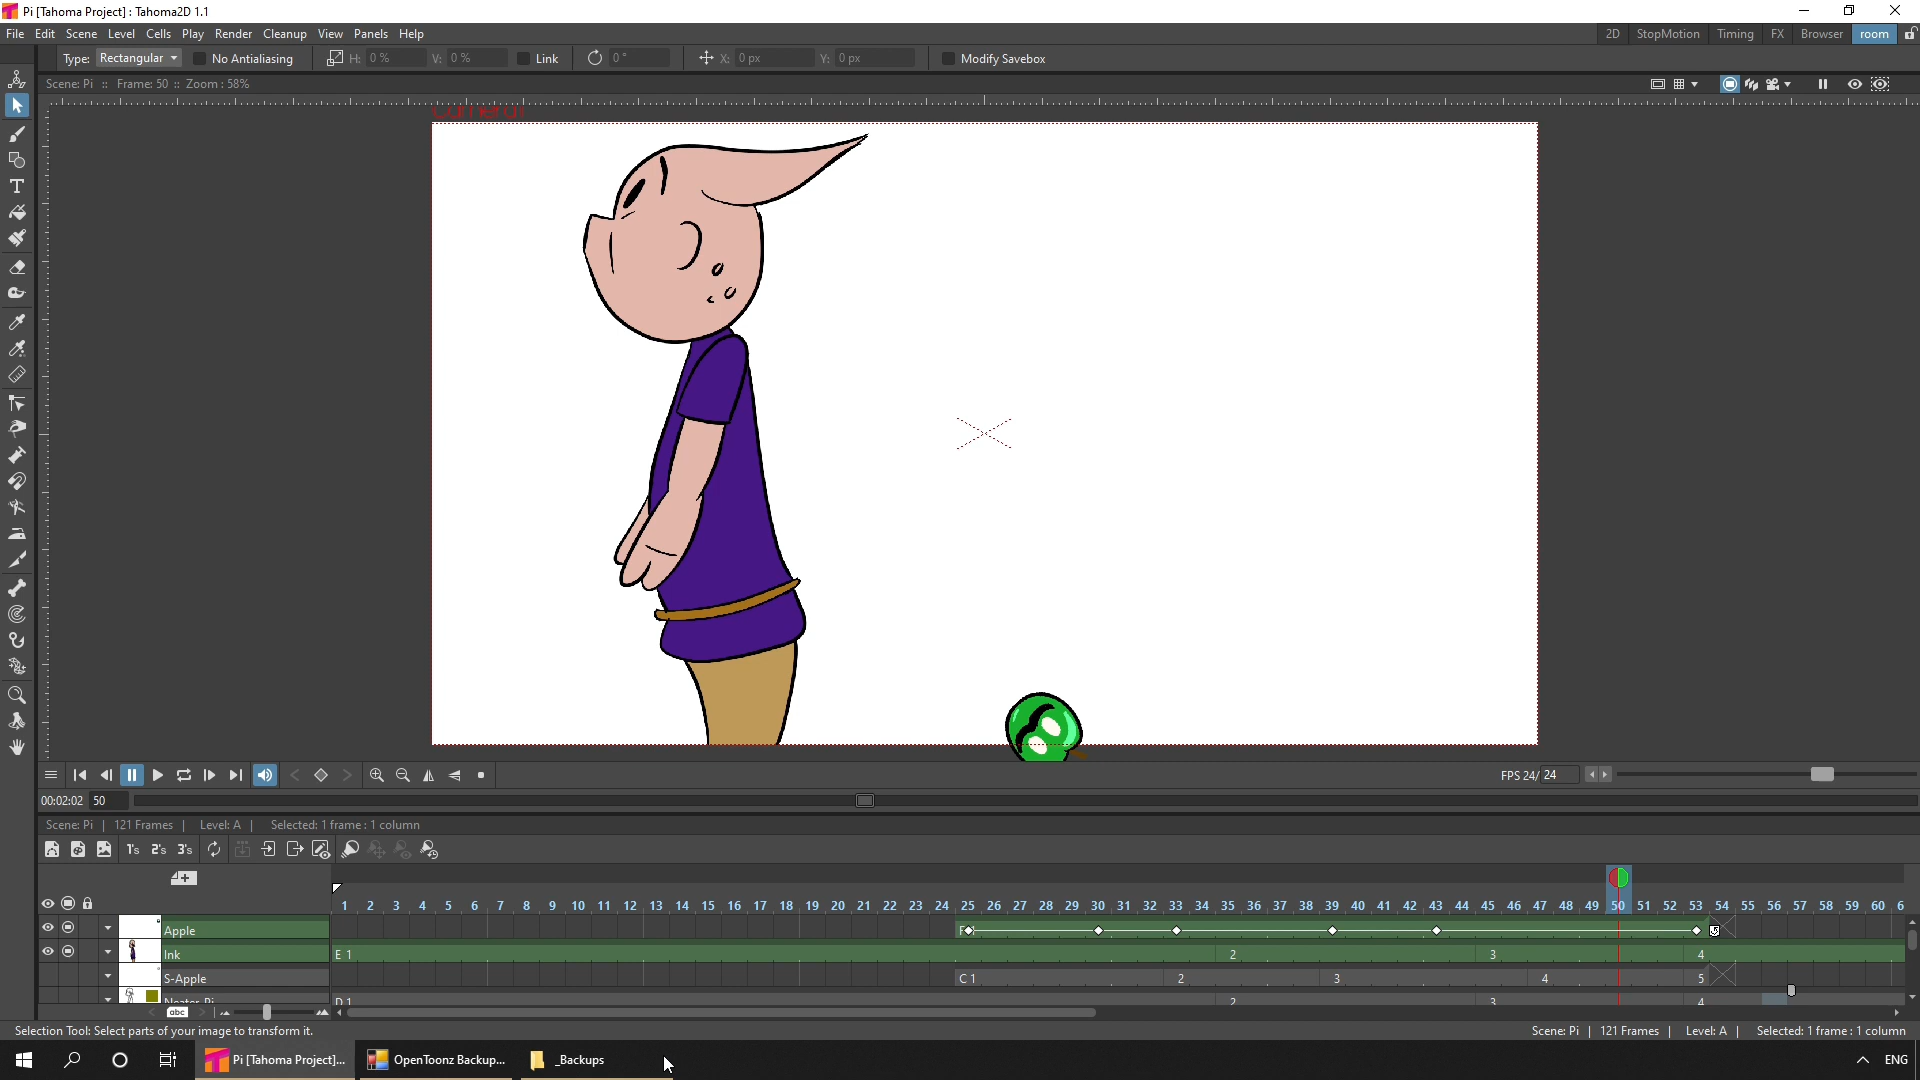 Pi [Tahoma Project] : Tahoma2D 1.1
File Edit Scene Level Cells Play Render Cleanup View Panels Help
2D StopMotion Timing FX Browser room
Type: Rectangular No Antialiasing H: 0 % V: 0 % Link 0 ° X: 0 px Y: 0 px Modify Savebox
Scene: Pi :: Frame: 50 :: Zoom : 58%
FPS 24/ 24
00:02:02 50
Scene: Pi | 121 Frames | Level: A | Selected: 1 frame : 1 column
1's 2's 3's
1 2 3 4 5 6 7 8 9 10 11 12 13 14 15 16 17 18 19 20 21 22 23 24 25 26 27 28 29 30 31 32 33 34 35 36 37 38 39 40 41 42 43 44 45 46 47 48 49 50 51 52 53 54 55 56 57 58 59 60 6
Apple
Ink E 1 2 3 4
S-Apple C 1 2 3 4 5
Neater Pi D 1 2 3 4
abc
Selection Tool: Select parts of your image to transform it. Scene: Pi | 121 Frames | Level: A | Selected: 1 frame : 1 column
Pi [Tahoma Project]... OpenToonz Backup... _Backups ENG